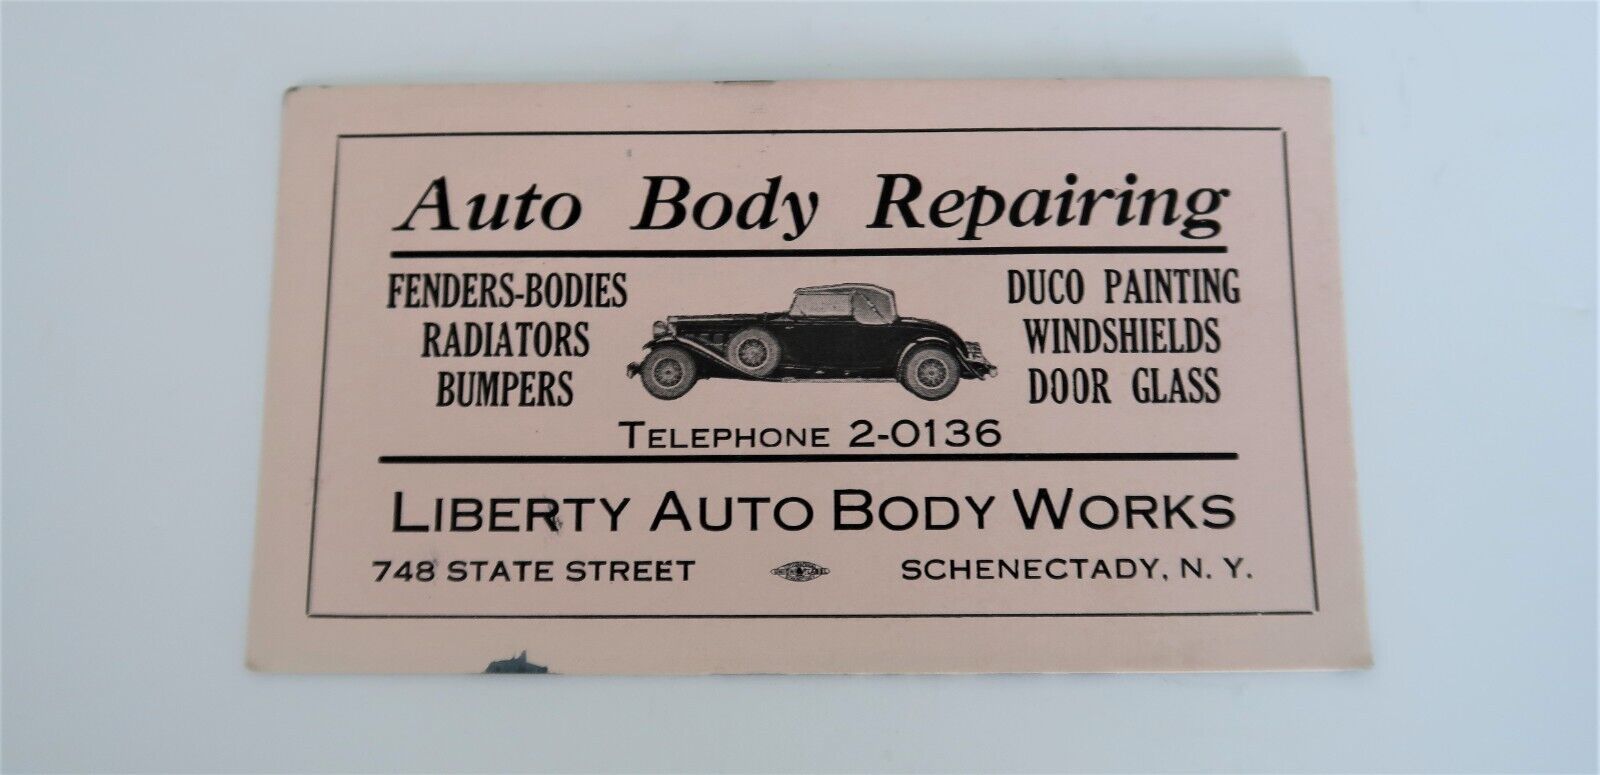 Auto Body Repairing
FENDERS-BODIES
RADIATORS
BUMPERS
DUCO PAINTING
WINDSHIELDS
DOOR GLASS
TELEPHONE 2-0136
LIBERTY AUTO BODY WORKS
748 STATE STREET
SCHENECTADY, N. Y.